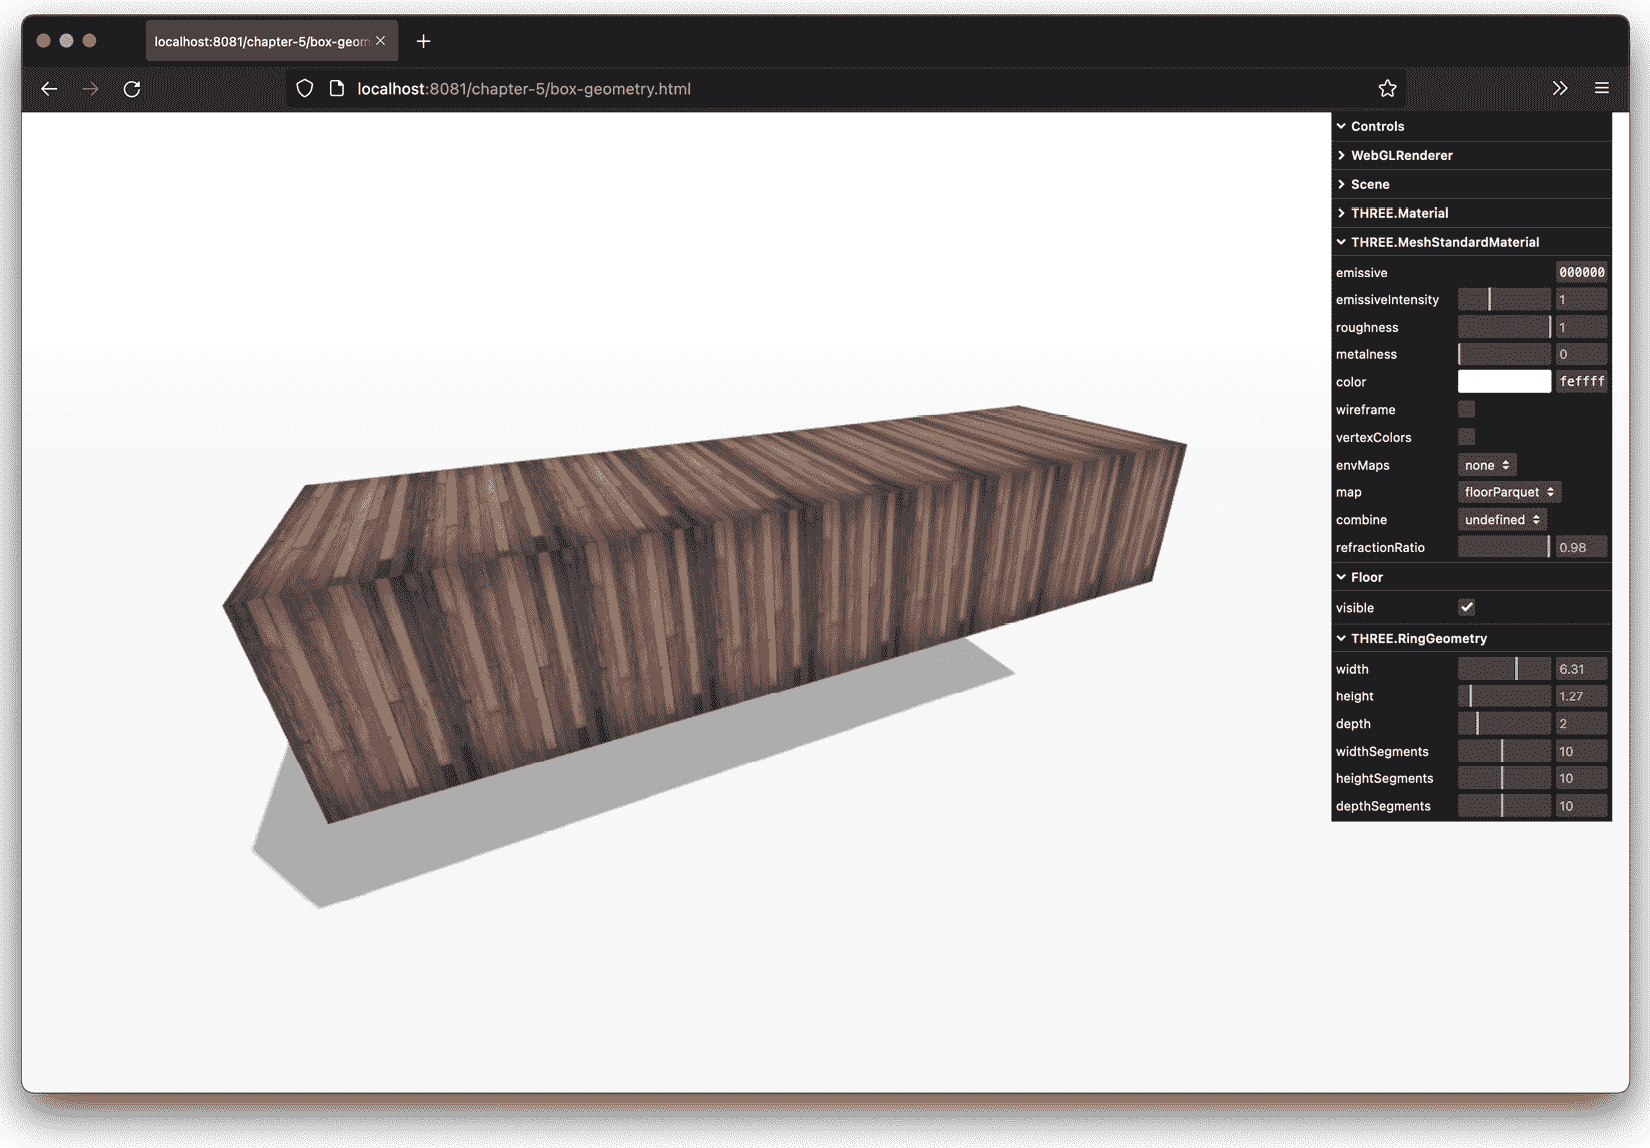 localhost:8081/chapter-5/box-geom
localhost:8081/chapter-5/box-geometry.html
Controls
WebGLRenderer
Scene
THREE.Material
THREE.MeshStandardMaterial
emissive 000000
emissiveIntensity 1
roughness 1
metalness 0
color feffff
wireframe
vertexColors
envMaps none
map floorParquet
combine undefined
refractionRatio 0.98
Floor
visible
THREE.RingGeometry
width 6.31
height 1.27
depth 2
widthSegments 10
heightSegments 10
depthSegments 10